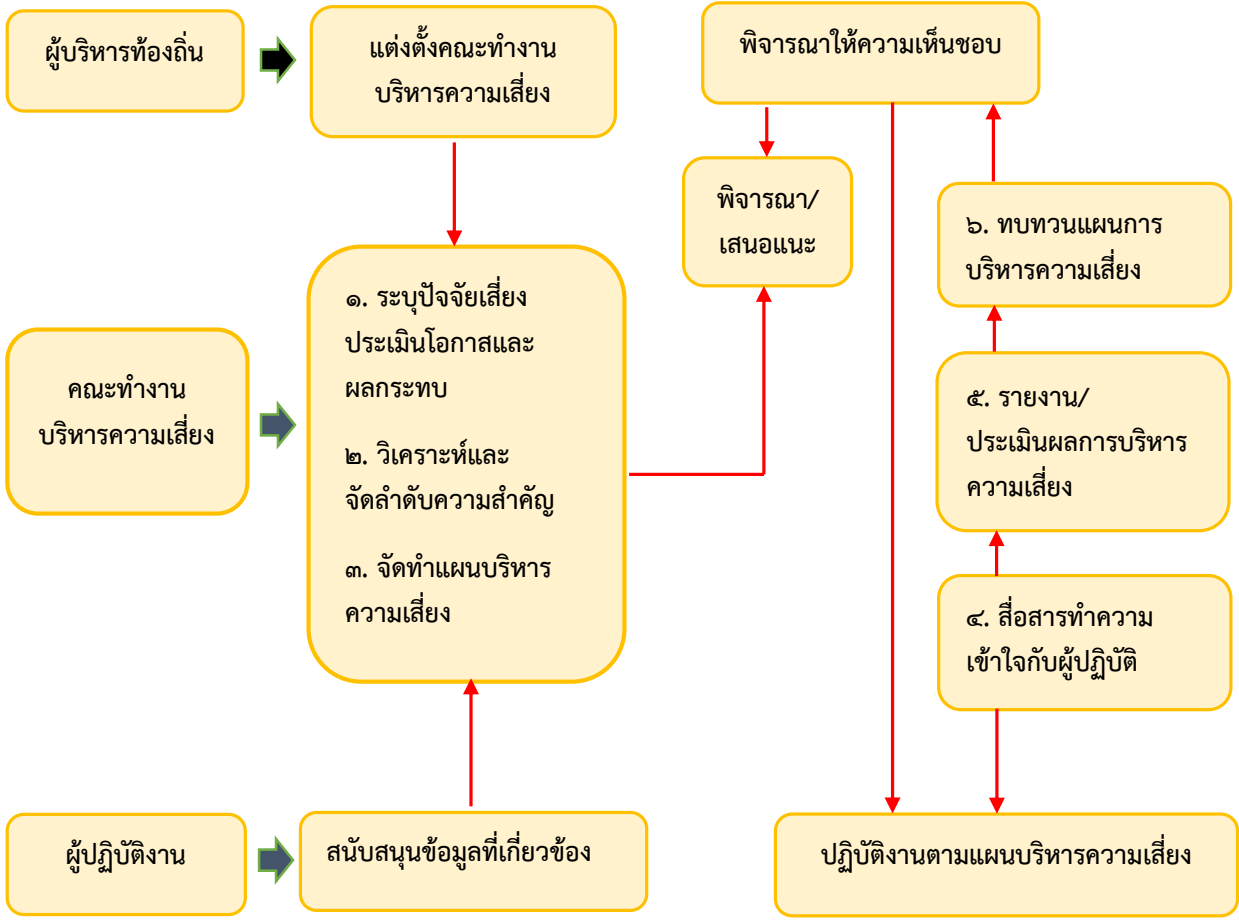 ผู้บริหารท้องถิ่น
แต่งตั้งคณะทำงาน
บริหารความเสี่ยง
พิจารณาให้ความเห็นชอบ
พิจารณา/
เสนอแนะ
๖. ทบทวนแผนการ
บริหารความเสี่ยง
คณะทำงาน
บริหารความเสี่ยง
๑. ระบุปัจจัยเสี่ยง
ประเมินโอกาสและ
ผลกระทบ
๒. วิเคราะห์และ
จัดลำดับความสำคัญ
๓. จัดทำแผนบริหาร
ความเสี่ยง
๕. รายงาน/
ประเมินผลการบริหาร
ความเสี่ยง
๔. สื่อสารทำความ
เข้าใจกับผู้ปฏิบัติ
ผู้ปฏิบัติงาน
สนับสนุนข้อมูลที่เกี่ยวข้อง
ปฏิบัติงานตามแผนบริหารความเสี่ยง